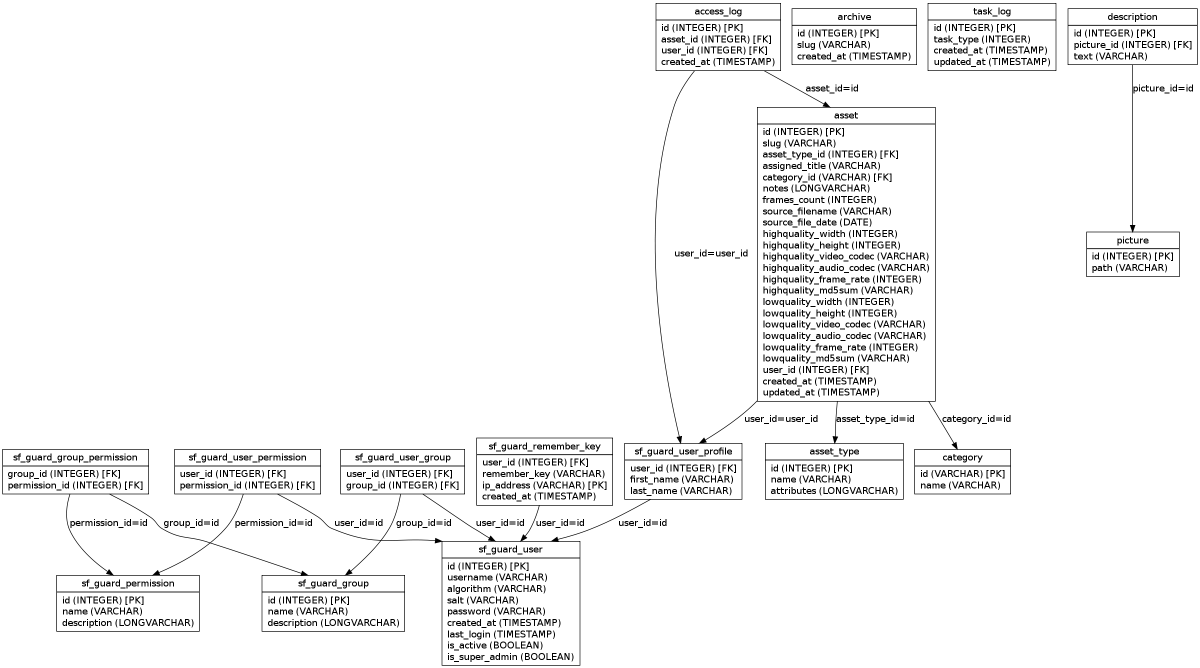 access_log
id (INTEGER) [PK]
asset_id (INTEGER) [FK]
user_id (INTEGER) [FK]
created_at (TIMESTAMP)
archive
id (INTEGER) [PK]
slug (VARCHAR)
created_at (TIMESTAMP)
task_log
id (INTEGER) [PK]
task_type (INTEGER)
created_at (TIMESTAMP)
updated_at (TIMESTAMP)
description
id (INTEGER) [PK]
picture_id (INTEGER) [FK]
text (VARCHAR)
asset_id=id
picture_id=id
asset
id (INTEGER) [PK]
slug (VARCHAR)
asset_type_id (INTEGER) [FK]
assigned_title (VARCHAR)
category_id (VARCHAR) [FK]
notes (LONGVARCHAR)
frames_count (INTEGER)
source_filename (VARCHAR)
source_file_date (DATE)
highquality_width (INTEGER)
highquality_height (INTEGER)
highquality_video_codec (VARCHAR)
highquality_audio_codec (VARCHAR)
highquality_frame_rate (INTEGER)
highquality_md5sum (VARCHAR)
lowquality_width (INTEGER)
lowquality_height (INTEGER)
lowquality_video_codec (VARCHAR)
lowquality_audio_codec (VARCHAR)
lowquality_frame_rate (INTEGER)
lowquality_md5sum (VARCHAR)
user_id (INTEGER) [FK]
created_at (TIMESTAMP)
updated_at (TIMESTAMP)
user_id=user_id
picture
id (INTEGER) [PK]
path (VARCHAR)
user_id=user_id
asset_type_id=id
category_id=id
sf_guard_group_permission
group_id (INTEGER) [FK]
permission_id (INTEGER) [FK]
sf_guard_user_permission
user_id (INTEGER) [FK]
permission_id (INTEGER) [FK]
sf_guard_user_group
user_id (INTEGER) [FK]
group_id (INTEGER) [FK]
sf_guard_remember_key
user_id (INTEGER) [FK]
remember_key (VARCHAR)
ip_address (VARCHAR) [PK]
created_at (TIMESTAMP)
sf_guard_user_profile
user_id (INTEGER) [FK]
first_name (VARCHAR)
last_name (VARCHAR)
asset_type
id (INTEGER) [PK]
name (VARCHAR)
attributes (LONGVARCHAR)
category
id (VARCHAR) [PK]
name (VARCHAR)
permission_id=id
group_id=id
permission_id=id
user_id=id
group_id=id
user_id=id
user_id=id
user_id=id
sf_guard_permission
id (INTEGER) [PK]
name (VARCHAR)
description (LONGVARCHAR)
sf_guard_group
id (INTEGER) [PK]
name (VARCHAR)
description (LONGVARCHAR)
sf_guard_user
id (INTEGER) [PK]
username (VARCHAR)
algorithm (VARCHAR)
salt (VARCHAR)
password (VARCHAR)
created_at (TIMESTAMP)
last_login (TIMESTAMP)
is_active (BOOLEAN)
is_super_admin (BOOLEAN)